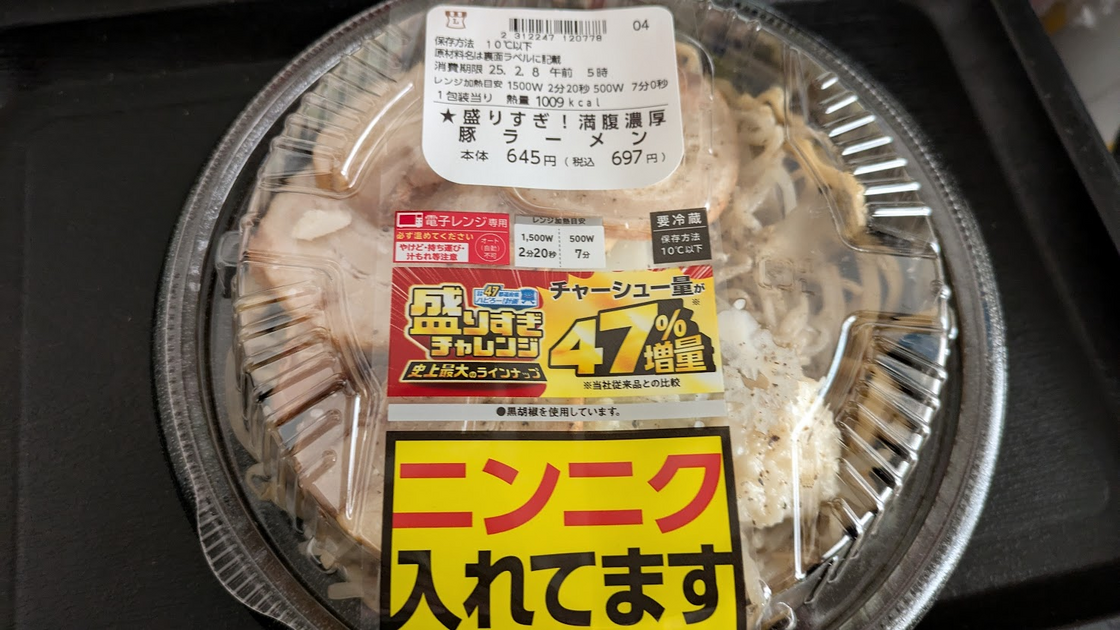 04
2 312247 120778
保存方法 10℃以下
原材料名は裏面ラベルに記載
消費期限 25. 2. 8 午前 5時
レンジ加熱目安 1500W 2分20秒 500W 7分0秒
1包装当り 熱量 1009kcal
★盛りすぎ!満腹濃厚
豚ラーメン
本体 645円(税込 697円)
電子レンジ専用
必ず温めてください
やけど・持ち運び・
汁もれ等注意
オート
(自動)
不可
レンジ加熱目安
1,500W 500W
2分20秒 7分
要冷蔵
保存方法
10℃以下
盛りすぎ
チャレンジ
史上最大のラインナップ
チャーシュー量が
47%
増量
※
※当社従来品との比較
●黒胡椒を使用しています。
ニンニク
入れてます